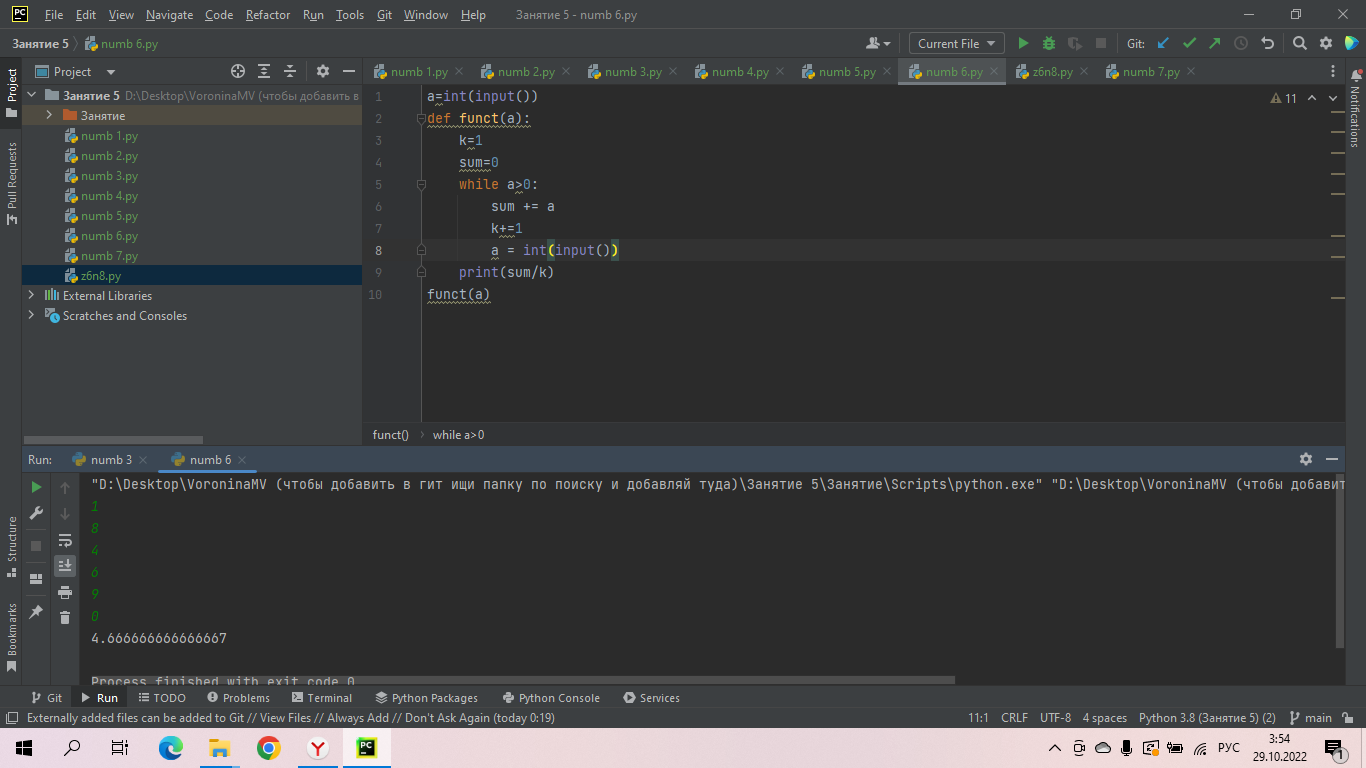 PC File Edit View Navigate Code Refactor Run Tools Git Window Help Занятие 5 - numb 6.py
Занятие 5 numb 6.py Current File Git:
Project
numb 1.py numb 2.py numb 3.py numb 4.py numb 5.py numb 6.py z6n8.py numb 7.py
Занятие 5 D:\Desktop\VoroninaMV (чтобы добавить в
Занятие
numb 1.py
numb 2.py
numb 3.py
numb 4.py
numb 5.py
numb 6.py
numb 7.py
z6n8.py
External Libraries
Scratches and Consoles
Project
Pull Requests
Structure
Bookmarks
Notifications
11
1 a=int(input())
2 def funct(a):
3 k=1
4 sum=0
5 while a>0:
6 sum += a
7 k+=1
8 a = int(input())
9 print(sum/k)
10 funct(a)
funct() while a>0
Run: numb 3 numb 6
"D:\Desktop\VoroninaMV (чтобы добавить в гит ищи папку по поиску и добавляй туда)\Занятие 5\Занятие\Scripts\python.exe" "D:\Desktop\VoroninaMV (чтобы добавит
1
8
4
6
9
0
4.666666666666667
Process finished with exit code 0
Git Run TODO Problems Terminal Python Packages Python Console Services
Externally added files can be added to Git // View Files // Always Add // Don't Ask Again (today 0:19) 11:1 CRLF UTF-8 4 spaces Python 3.8 (Занятие 5) (2) main
PC РУС 3:54
29.10.2022 1